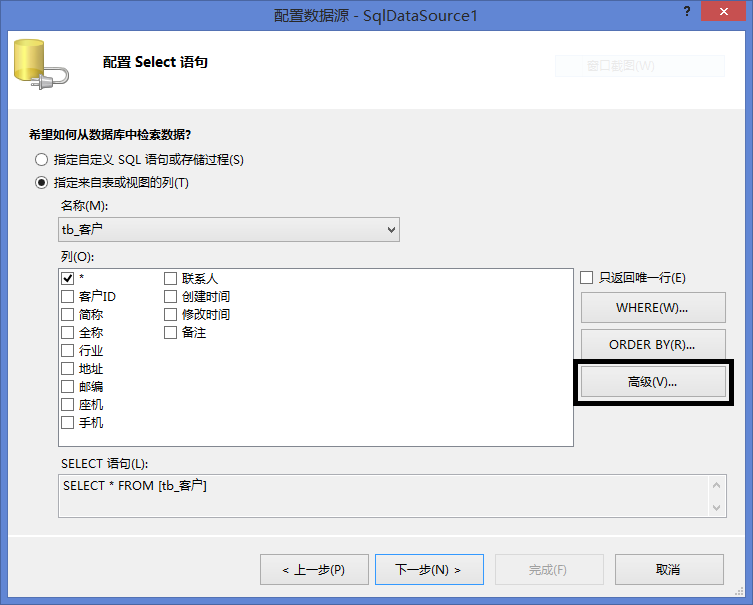 配置数据源 - SqlDataSource1
?
配置 Select 语句
窗口截图(W)
希望如何从数据库中检索数据?
指定自定义 SQL 语句或存储过程(S)
指定来自表或视图的列(T)
名称(M):
tb_客户
列(O):
*
联系人
只返回唯一行(E)
客户ID
创建时间
简称
修改时间
WHERE(W)...
全称
备注
行业
ORDER BY(R)...
地址
邮编
高级(V)...
座机
手机
SELECT 语句(L):
SELECT * FROM [tb_客户]
< 上一步(P)
下一步(N) >
完成(F)
取消